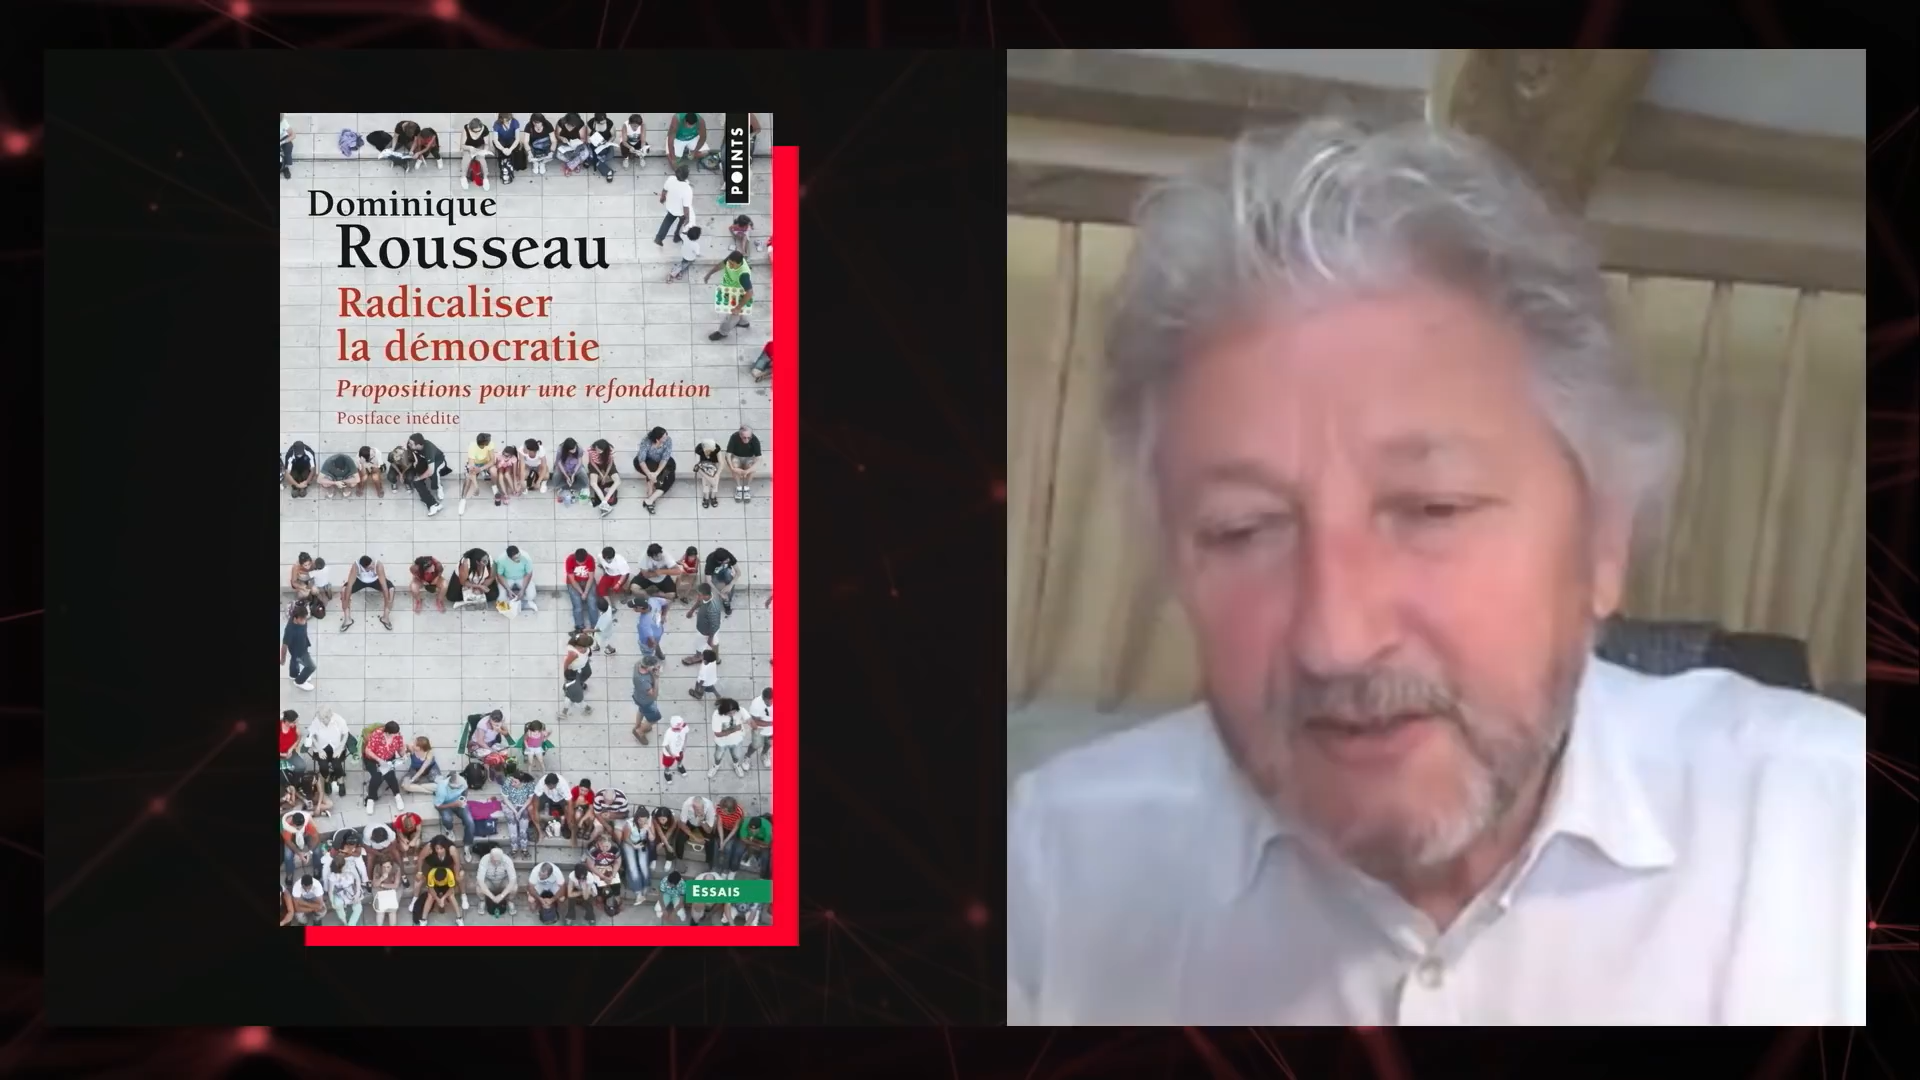 POINTS
Dominique
Rousseau
Radicaliser
la démocratie
Propositions pour une refondation
Postface inédite
ESSAIS